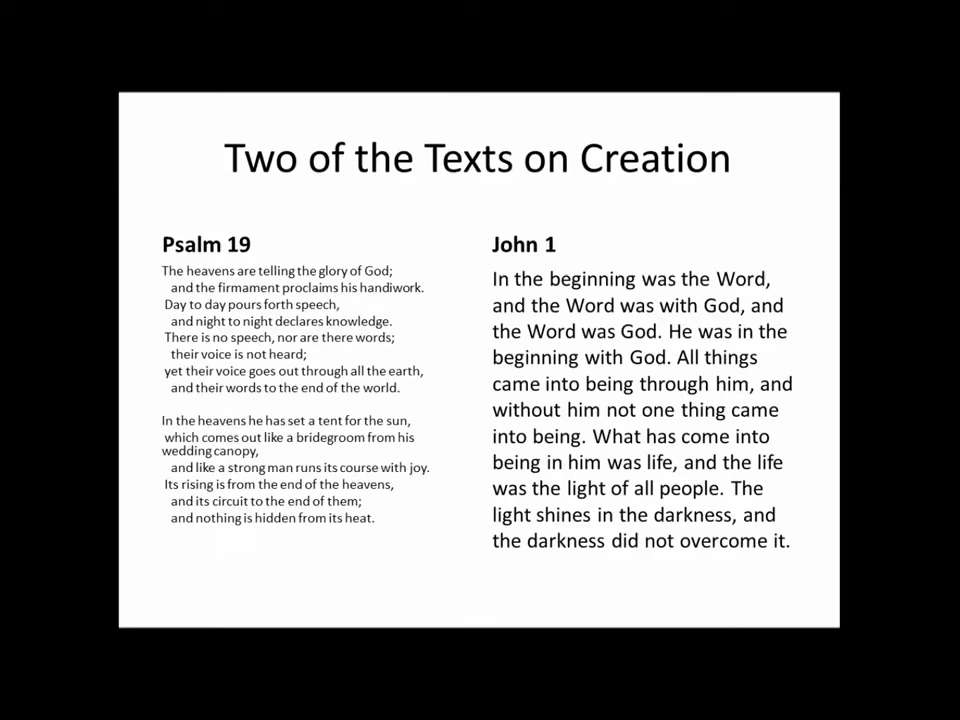 Two of the Texts on Creation
Psalm 19
The heavens are telling the glory of God;
and the firmament proclaims his handiwork.
Day to day pours forth speech,
and night to night declares knowledge.
There is no speech, nor are there words;
their voice is not heard;
yet their voice goes out through all the earth,
and their words to the end of the world.
In the heavens he has set a tent for the sun,
which comes out like a bridegroom from his
wedding canopy,
and like a strong man runs its course with joy.
Its rising is from the end of the heavens,
and its circuit to the end of them;
and nothing is hidden from its heat.
John 1
In the beginning was the Word,
and the Word was with God, and
the Word was God. He was in the
beginning with God. All things
came into being through him, and
without him not one thing came
into being. What has come into
being in him was life, and the life
was the light of all people. The
light shines in the darkness, and
the darkness did not overcome it.